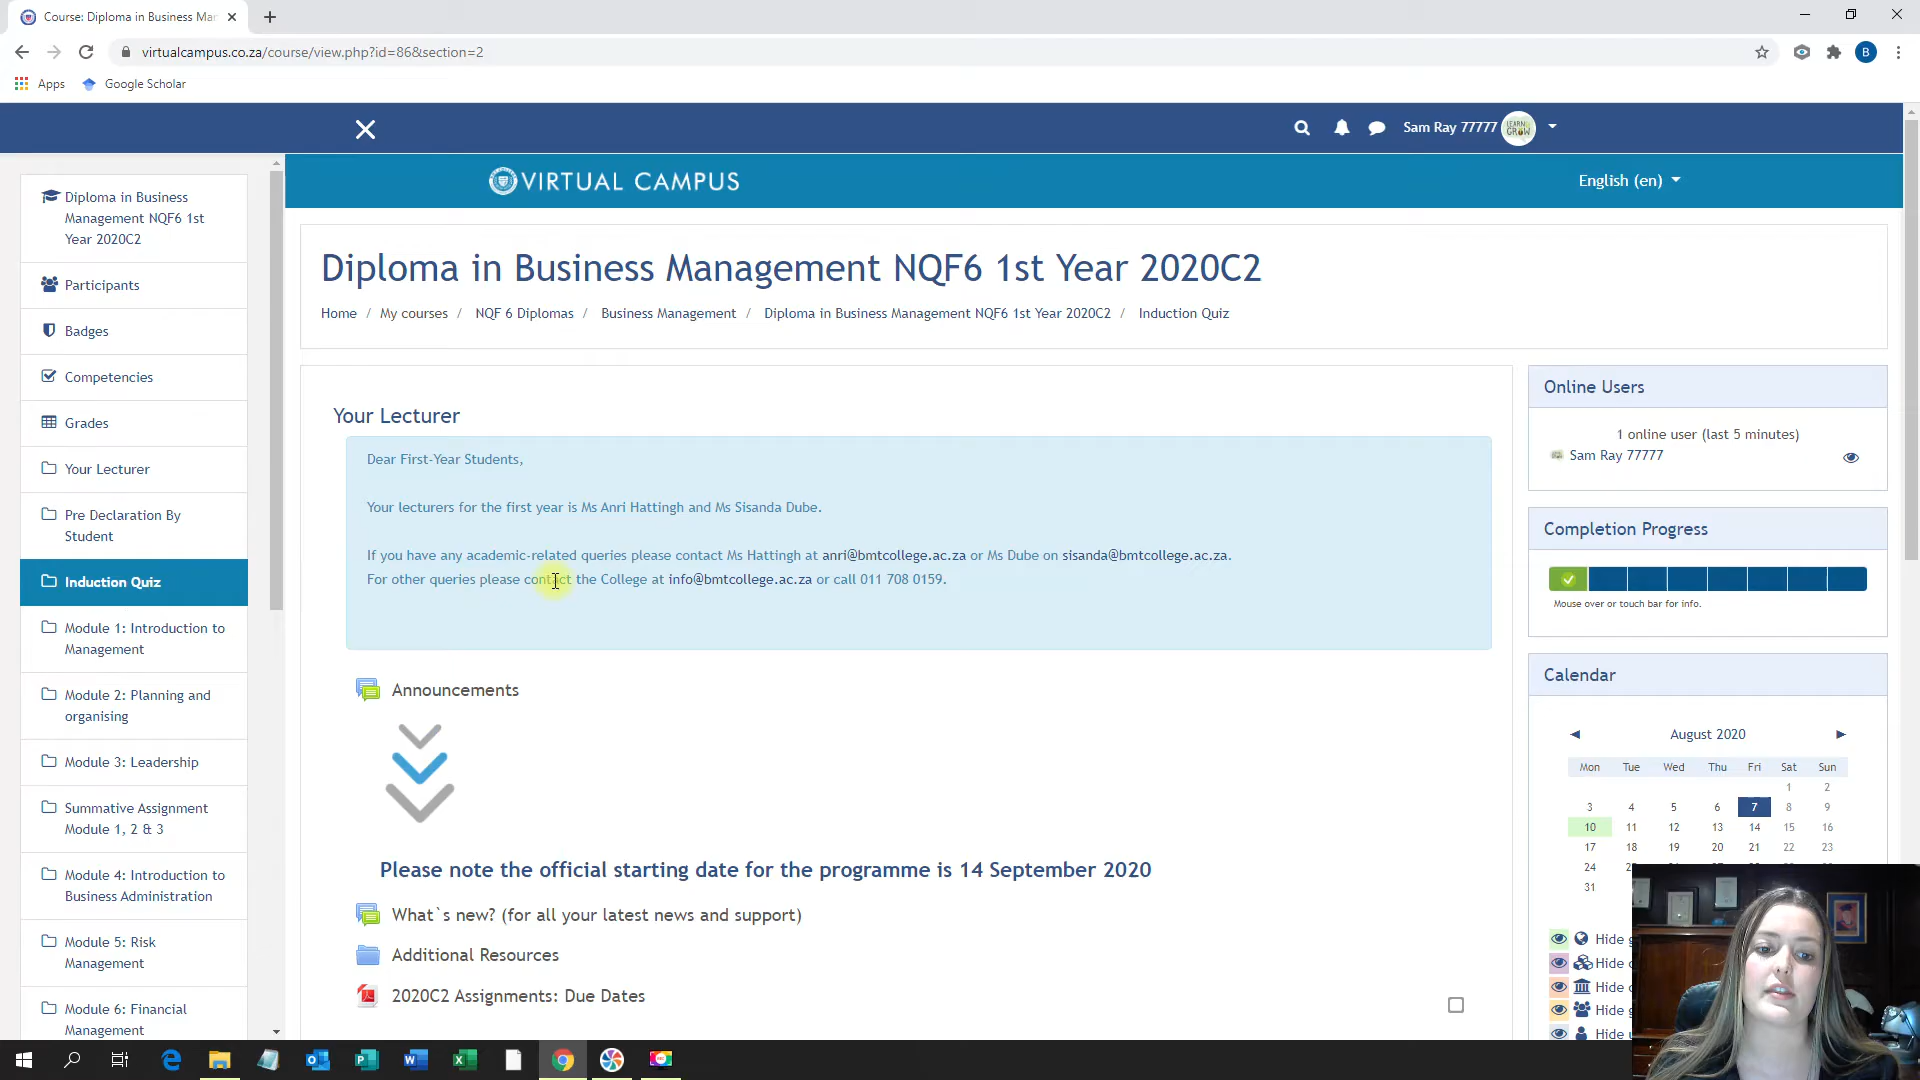 Course: Diploma in Business Mar
virtualcampus.co.za/course/view.php?id=86&section=2
B
Apps
Google Scholar
Sam Ray 77777
LEARN
GROW
VIRTUAL CAMPUS
English (en)
Diploma in Business
Management NQF6 1st
Year 2020C2
Participants
Badges
Competencies
Grades
Your Lecturer
Pre Declaration By
Student
Induction Quiz
Module 1: Introduction to
Management
Module 2: Planning and
organising
Module 3: Leadership
Summative Assignment
Module 1, 2 & 3
Module 4: Introduction to
Business Administration
Module 5: Risk
Management
Module 6: Financial
Management
Diploma in Business Management NQF6 1st Year 2020C2
Home / My courses / NQF 6 Diplomas / Business Management / Diploma in Business Management NQF6 1st Year 2020C2 / Induction Quiz
Your Lecturer
Dear First-Year Students,
Your lecturers for the first year is Ms Anri Hattingh and Ms Sisanda Dube.
If you have any academic-related queries please contact Ms Hattingh at anri@bmtcollege.ac.za or Ms Dube on sisanda@bmtcollege.ac.za.
For other queries please contact the College at info@bmtcollege.ac.za or call 011 708 0159.
Announcements
Please note the official starting date for the programme is 14 September 2020
What`s new? (for all your latest news and support)
Additional Resources
2020C2 Assignments: Due Dates
Online Users
1 online user (last 5 minutes)
Sam Ray 77777
Completion Progress
Mouse over or touch bar for info.
Calendar
August 2020
Mon Tue Wed Thu Fri Sat Sun
1 2
3 4 5 6 7 8 9
10 11 12 13 14 15 16
17 18 19 20 21 22 23
24
31
Hide
Hide
Hide
Hide
Hide